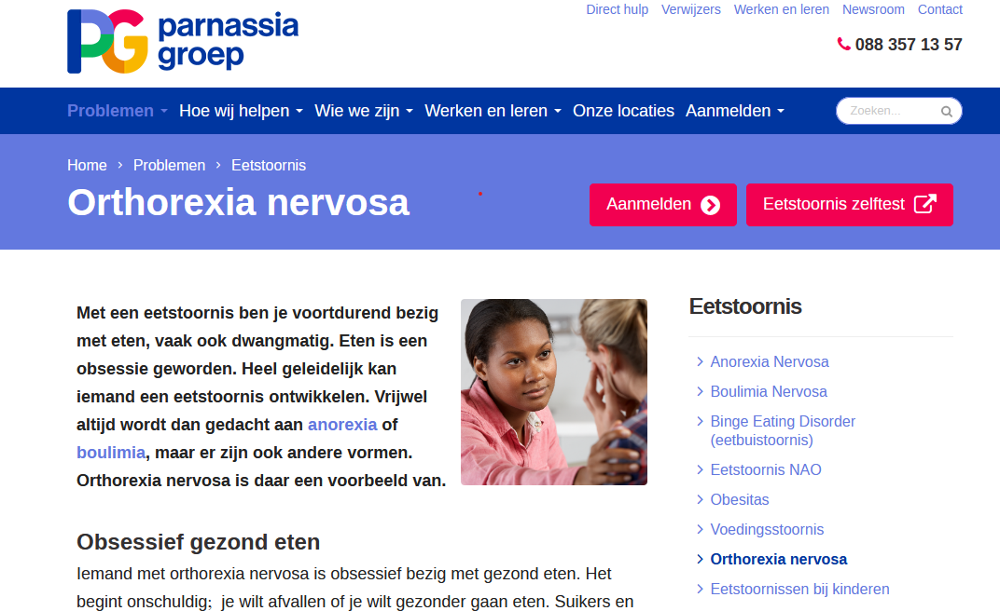 Direct hulp Verwijzers Werken en leren Newsroom Contact
PG parnassia
groep
088 357 13 57
Problemen Hoe wij helpen Wie we zijn Werken en leren Onze locaties Aanmelden Zoeken...
Home > Problemen > Eetstoornis
Orthorexia nervosa
Aanmelden Eetstoornis zelftest
Met een eetstoornis ben je voortdurend bezig
met eten, vaak ook dwangmatig. Eten is een
obsessie geworden. Heel geleidelijk kan
iemand een eetstoornis ontwikkelen. Vrijwel
altijd wordt dan gedacht aan anorexia of
boulimia, maar er zijn ook andere vormen.
Orthorexia nervosa is daar een voorbeeld van.
Obsessief gezond eten
Iemand met orthorexia nervosa is obsessief bezig met gezond eten. Het
begint onschuldig;  je wilt afvallen of je wilt gezonder gaan eten. Suikers en
Eetstoornis
Anorexia Nervosa
Boulimia Nervosa
Binge Eating Disorder
(eetbuistoornis)
Eetstoornis NAO
Obesitas
Voedingsstoornis
Orthorexia nervosa
Eetstoornissen bij kinderen